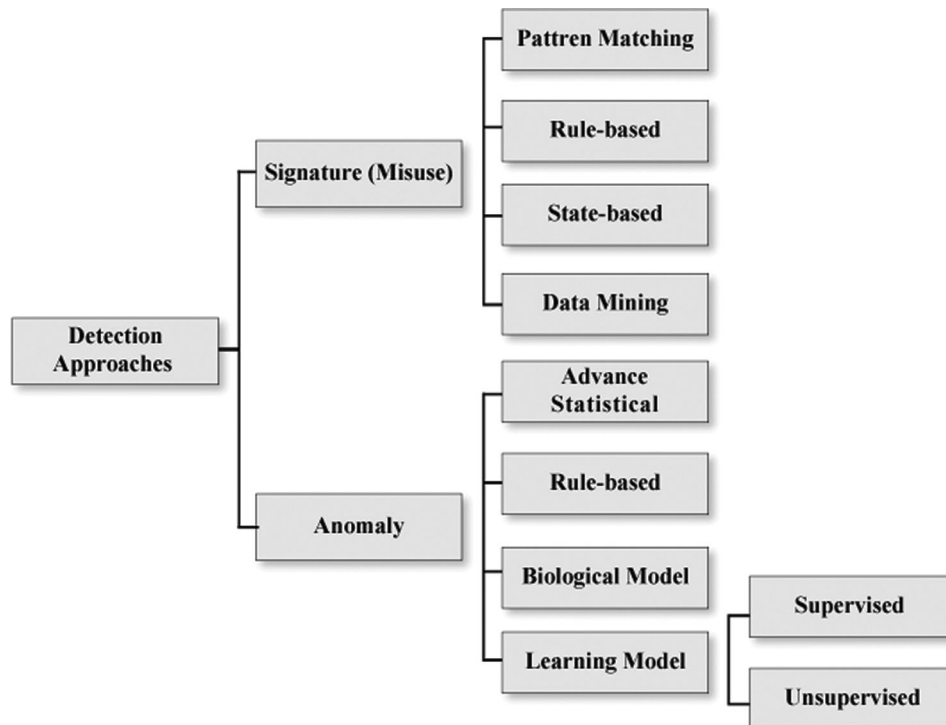 Pattren Matching
Rule-based
Signature (Misuse)
State-based
Data Mining
Detection
Approaches
Advance
Statistical
Rule-based
Anomaly
Biological Model
Supervised
Learning Model
Unsupervised